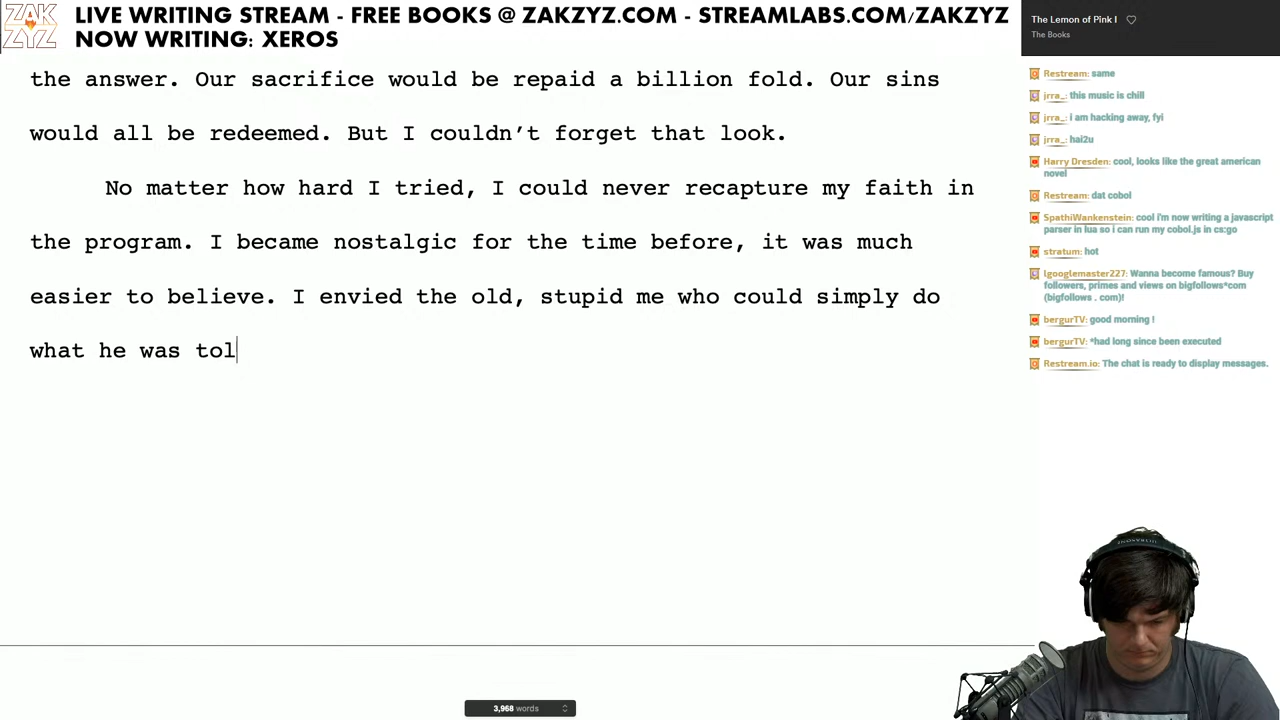 ZAK
ZYZ
LIVE WRITING STREAM - FREE BOOKS @ ZAKZYZ.COM - STREAMLABS.COM/ZAKZYZ
NOW WRITING: XEROS
the answer. Our sacrifice would be repaid a billion fold. Our sins
would all be redeemed. But I couldn’t forget that look.
No matter how hard I tried, I could never recapture my faith in
the program. I became nostalgic for the time before, it was much
easier to believe. I envied the old, stupid me who could simply do
what he was tol
3,968 words
The Lemon of Pink I
The Books
Restream: same
jrra_: this music is chill
jrra_: i am hacking away, fyi
jrra_: hai2u
Harry Dresden: cool, looks like the great american
novel
Restream: dat cobol
SpathiWankenstein: cool i'm now writing a javascript
parser in lua so i can run my cobol.js in cs:go
stratum: hot
lgooglemaster227: Wanna become famous? Buy
followers, primes and views on bigfollows*com
(bigfollows . com)!
bergurTV: good morning !
bergurTV: *had long since been executed
Restream.io: The chat is ready to display messages.